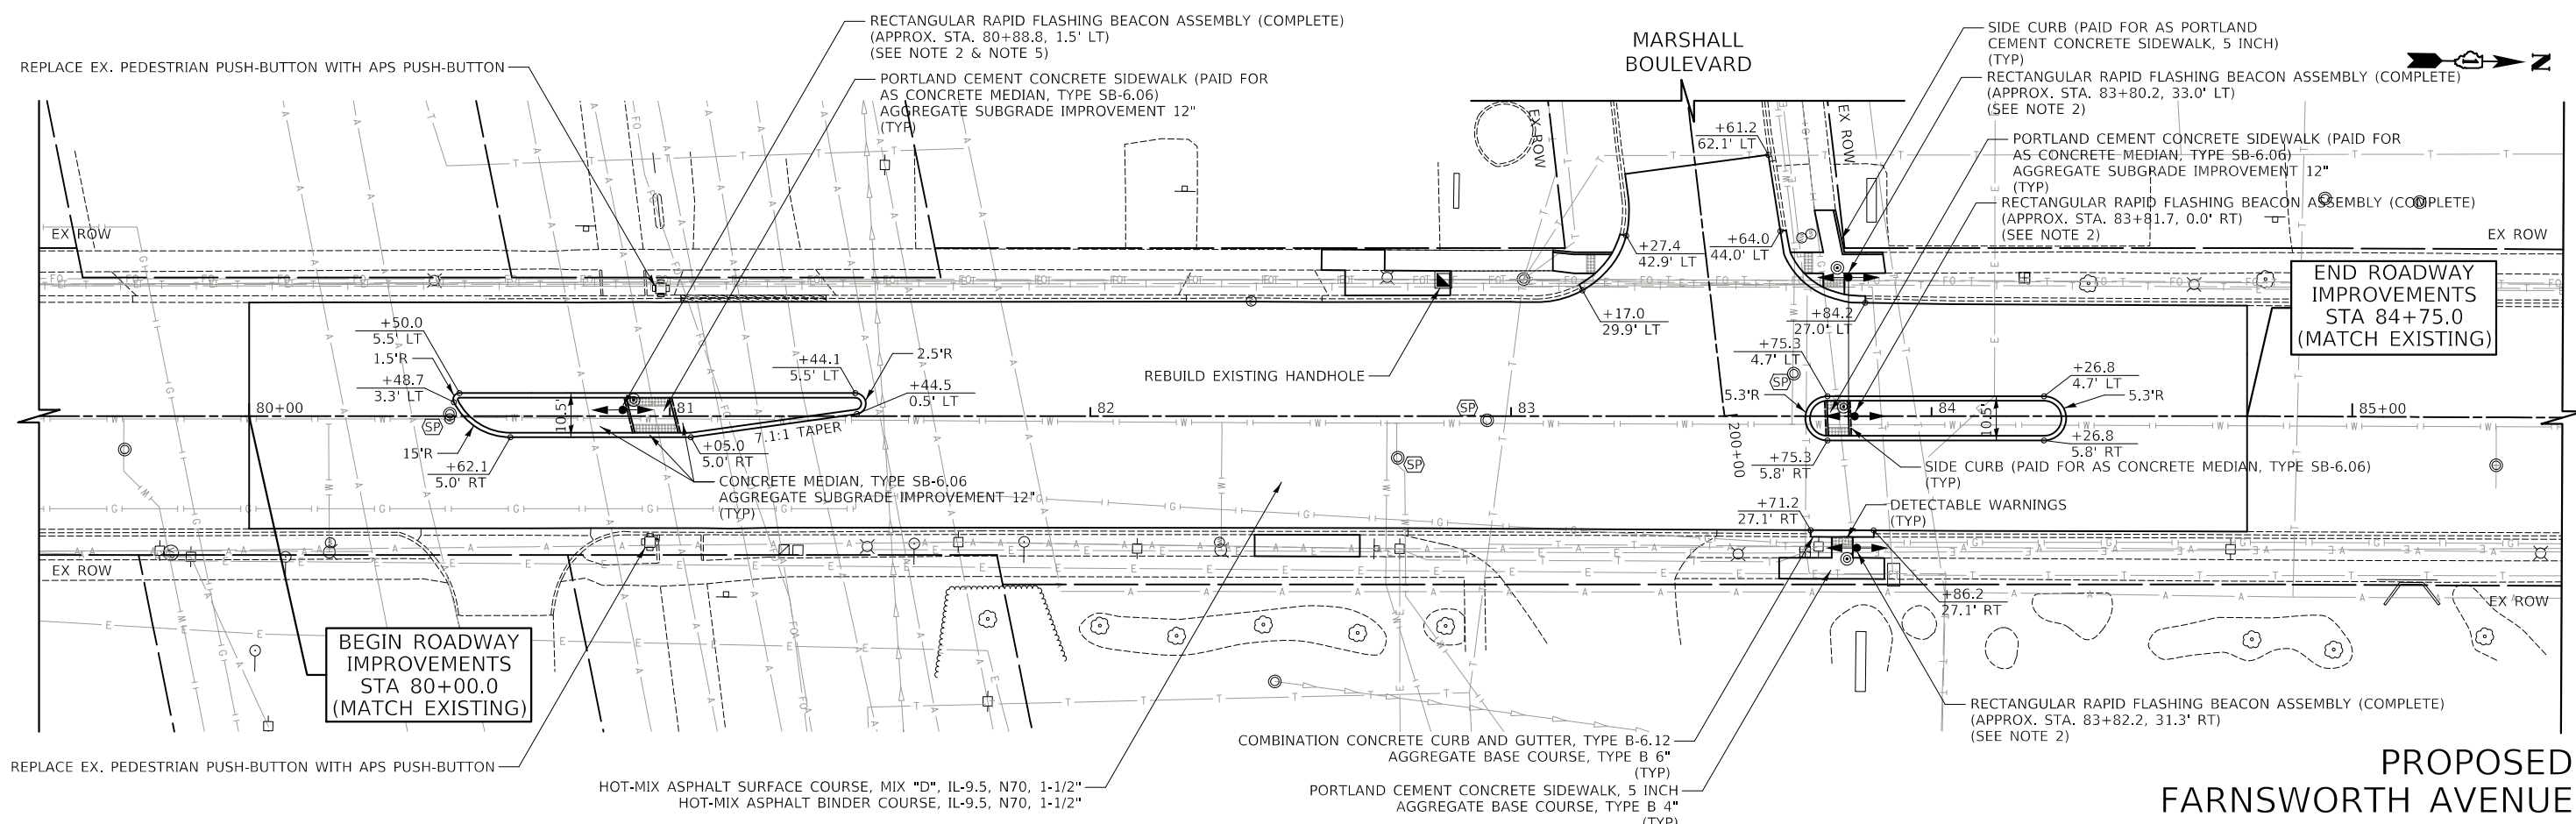 RECTANGULAR RAPID FLASHING BEACON ASSEMBLY (COMPLETE)
(APPROX. STA. 80+88.8, 1.5' LT)
(SEE NOTE 2 & NOTE 5)
REPLACE EX. PEDESTRIAN PUSH-BUTTON WITH APS PUSH-BUTTON
PORTLAND CEMENT CONCRETE SIDEWALK (PAID FOR
AS CONCRETE MEDIAN, TYPE SB-6.06)
AGGREGATE SUBGRADE IMPROVEMENT 12"
(TYP)
MARSHALL
BOULEVARD
SIDE CURB (PAID FOR AS PORTLAND
CEMENT CONCRETE SIDEWALK, 5 INCH)
(TYP)
RECTANGULAR RAPID FLASHING BEACON ASSEMBLY (COMPLETE)
(APPROX. STA. 83+80.2, 33.0' LT)
(SEE NOTE 2)
PORTLAND CEMENT CONCRETE SIDEWALK (PAID FOR
AS CONCRETE MEDIAN, TYPE SB-6.06)
AGGREGATE SUBGRADE IMPROVEMENT 12"
(TYP)
RECTANGULAR RAPID FLASHING BEACON ASSEMBLY (COMPLETE)
(APPROX. STA. 83+81.7, 0.0' RT)
(SEE NOTE 2)
N
EX ROW
EX ROW
EX ROW
EX ROW
+61.2
62.1' LT
+27.4
42.9' LT
+64.0
44.0' LT
+17.0
29.9' LT
+84.2
27.0' LT
END ROADWAY
IMPROVEMENTS
STA 84+75.0
(MATCH EXISTING)
+50.0
5.5' LT
1.5'R
+48.7
3.3' LT
+44.1
5.5' LT
2.5'R
+44.5
0.5' LT
REBUILD EXISTING HANDHOLE
+75.3
4.7' LT
5.3'R
+26.8
4.7' LT
5.3'R
SP
SP
SP
SP
80+00
81
82
83
84
85+00
200+00
10.5'
10.5'
15'R
+62.1
5.0' RT
+05.0
5.0' RT
7.1:1 TAPER
+75.3
5.8' RT
+26.8
5.8' RT
CONCRETE MEDIAN, TYPE SB-6.06
AGGREGATE SUBGRADE IMPROVEMENT 12"
(TYP)
SIDE CURB (PAID FOR AS CONCRETE MEDIAN, TYPE SB-6.06)
(TYP)
+71.2
27.1' RT
DETECTABLE WARNINGS
(TYP)
+86.2
27.1' RT
EX ROW
EX ROW
BEGIN ROADWAY
IMPROVEMENTS
STA 80+00.0
(MATCH EXISTING)
REPLACE EX. PEDESTRIAN PUSH-BUTTON WITH APS PUSH-BUTTON
HOT-MIX ASPHALT SURFACE COURSE, MIX "D", IL-9.5, N70, 1-1/2"
HOT-MIX ASPHALT BINDER COURSE, IL-9.5, N70, 1-1/2"
COMBINATION CONCRETE CURB AND GUTTER, TYPE B-6.12
AGGREGATE BASE COURSE, TYPE B 6"
(TYP)
PORTLAND CEMENT CONCRETE SIDEWALK, 5 INCH
AGGREGATE BASE COURSE, TYPE B 4"
(TYP)
RECTANGULAR RAPID FLASHING BEACON ASSEMBLY (COMPLETE)
(APPROX. STA. 83+82.2, 31.3' RT)
(SEE NOTE 2)
PROPOSED
FARNSWORTH AVENUE